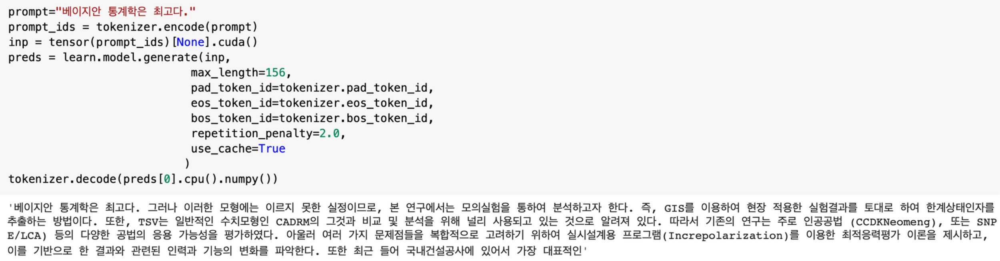 prompt="베이지안 통계학은 최고다."
prompt_ids = tokenizer.encode(prompt)
inp = tensor(prompt_ids)[None].cuda()
preds = learn.model.generate(inp,
                             max_length=156,
                             pad_token_id=tokenizer.pad_token_id,
                             eos_token_id=tokenizer.eos_token_id,
                             bos_token_id=tokenizer.bos_token_id,
                             repetition_penalty=2.0,
                             use_cache=True
                            )
tokenizer.decode(preds[0].cpu().numpy())
'베이지안 통계학은 최고다. 그러나 이러한 모형에는 이르지 못한 실정이므로, 본 연구에서는 모의실험을 통하여 분석하고자 한다. 즉, GIS를 이용하여 현장 적용한 실험결과를 토대로 하여 한계상태인자를
추출하는 방법이다. 또한, TSV는 일반적인 수치모형인 CADRM의 그것과 비교 및 분석을 위해 널리 사용되고 있는 것으로 알려져 있다. 따라서 기존의 연구는 주로 인공공법 (CCDKNeomeng), 또는 SNP
E/LCA) 등의 다양한 공법의 응용 가능성을 평가하였다. 아울러 여러 가지 문제점들을 복합적으로 고려하기 위하여 실시설계용 프로그램(Increpolarization)를 이용한 최적응력평가 이론을 제시하고,
이를 기반으로 한 결과와 관련된 인력과 기능의 변화를 파악한다. 또한 최근 들어 국내건설공사에 있어서 가장 대표적인'